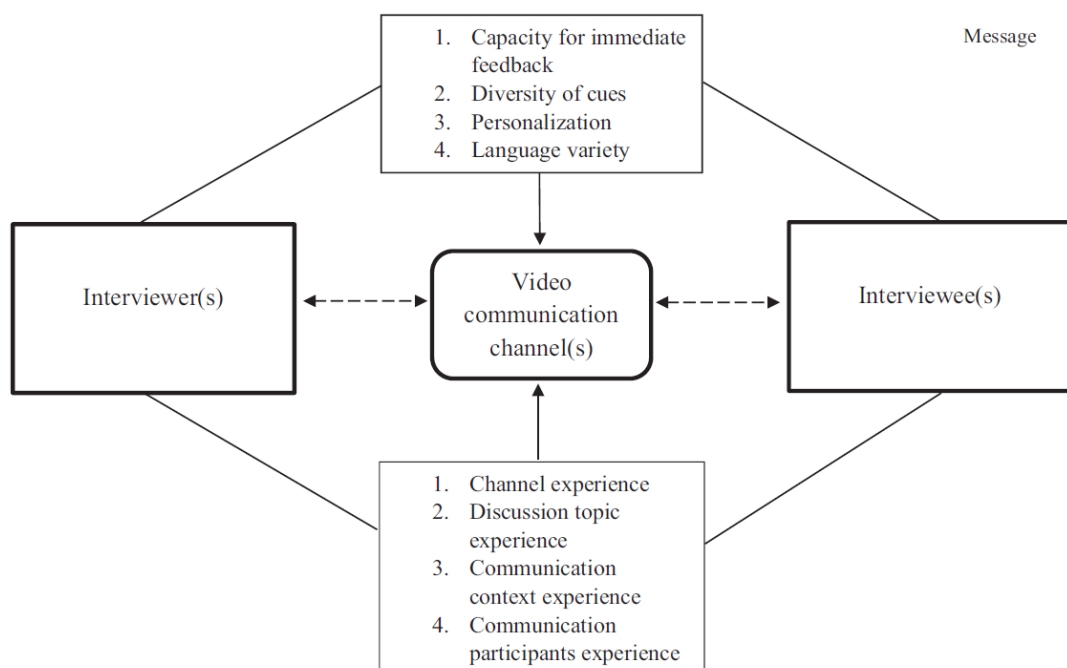 1. Capacity for immediate
feedback
2. Diversity of cues
3. Personalization
4. Language variety
Message
Interviewer(s)
Video
communication
channel(s)
Interviewee(s)
1. Channel experience
2. Discussion topic
experience
3. Communication
context experience
4. Communication
participants experience